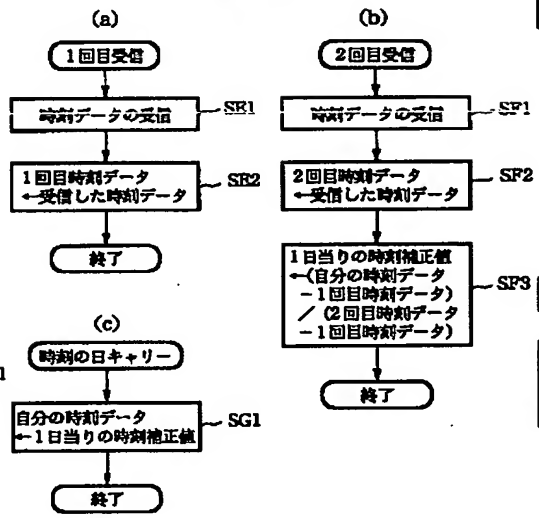 (a)
1回目受信
時刻データの受信
SE1
1回目時刻データ
←受信した時刻データ
SE2
終了
(b)
2回目受信
時刻データの受信
SF1
2回目時刻データ
←受信した時刻データ
SF2
1日当りの時刻補正値
←(自分の時刻データ
-1回目時刻データ)
/(2回目時刻データ
-1回目時刻データ)
SF3
終了
(c)
時刻の日キャリー
自分の時刻データ
←1日当りの時刻補正値
SG1
終了